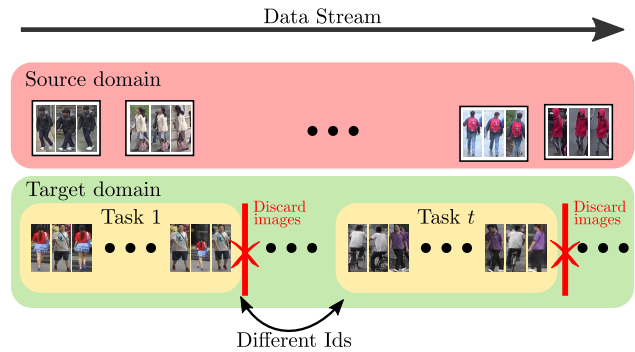 Data Stream
Source domain
Target domain
Task 1
Discard
images
Task t
Discard
images
Different Ids